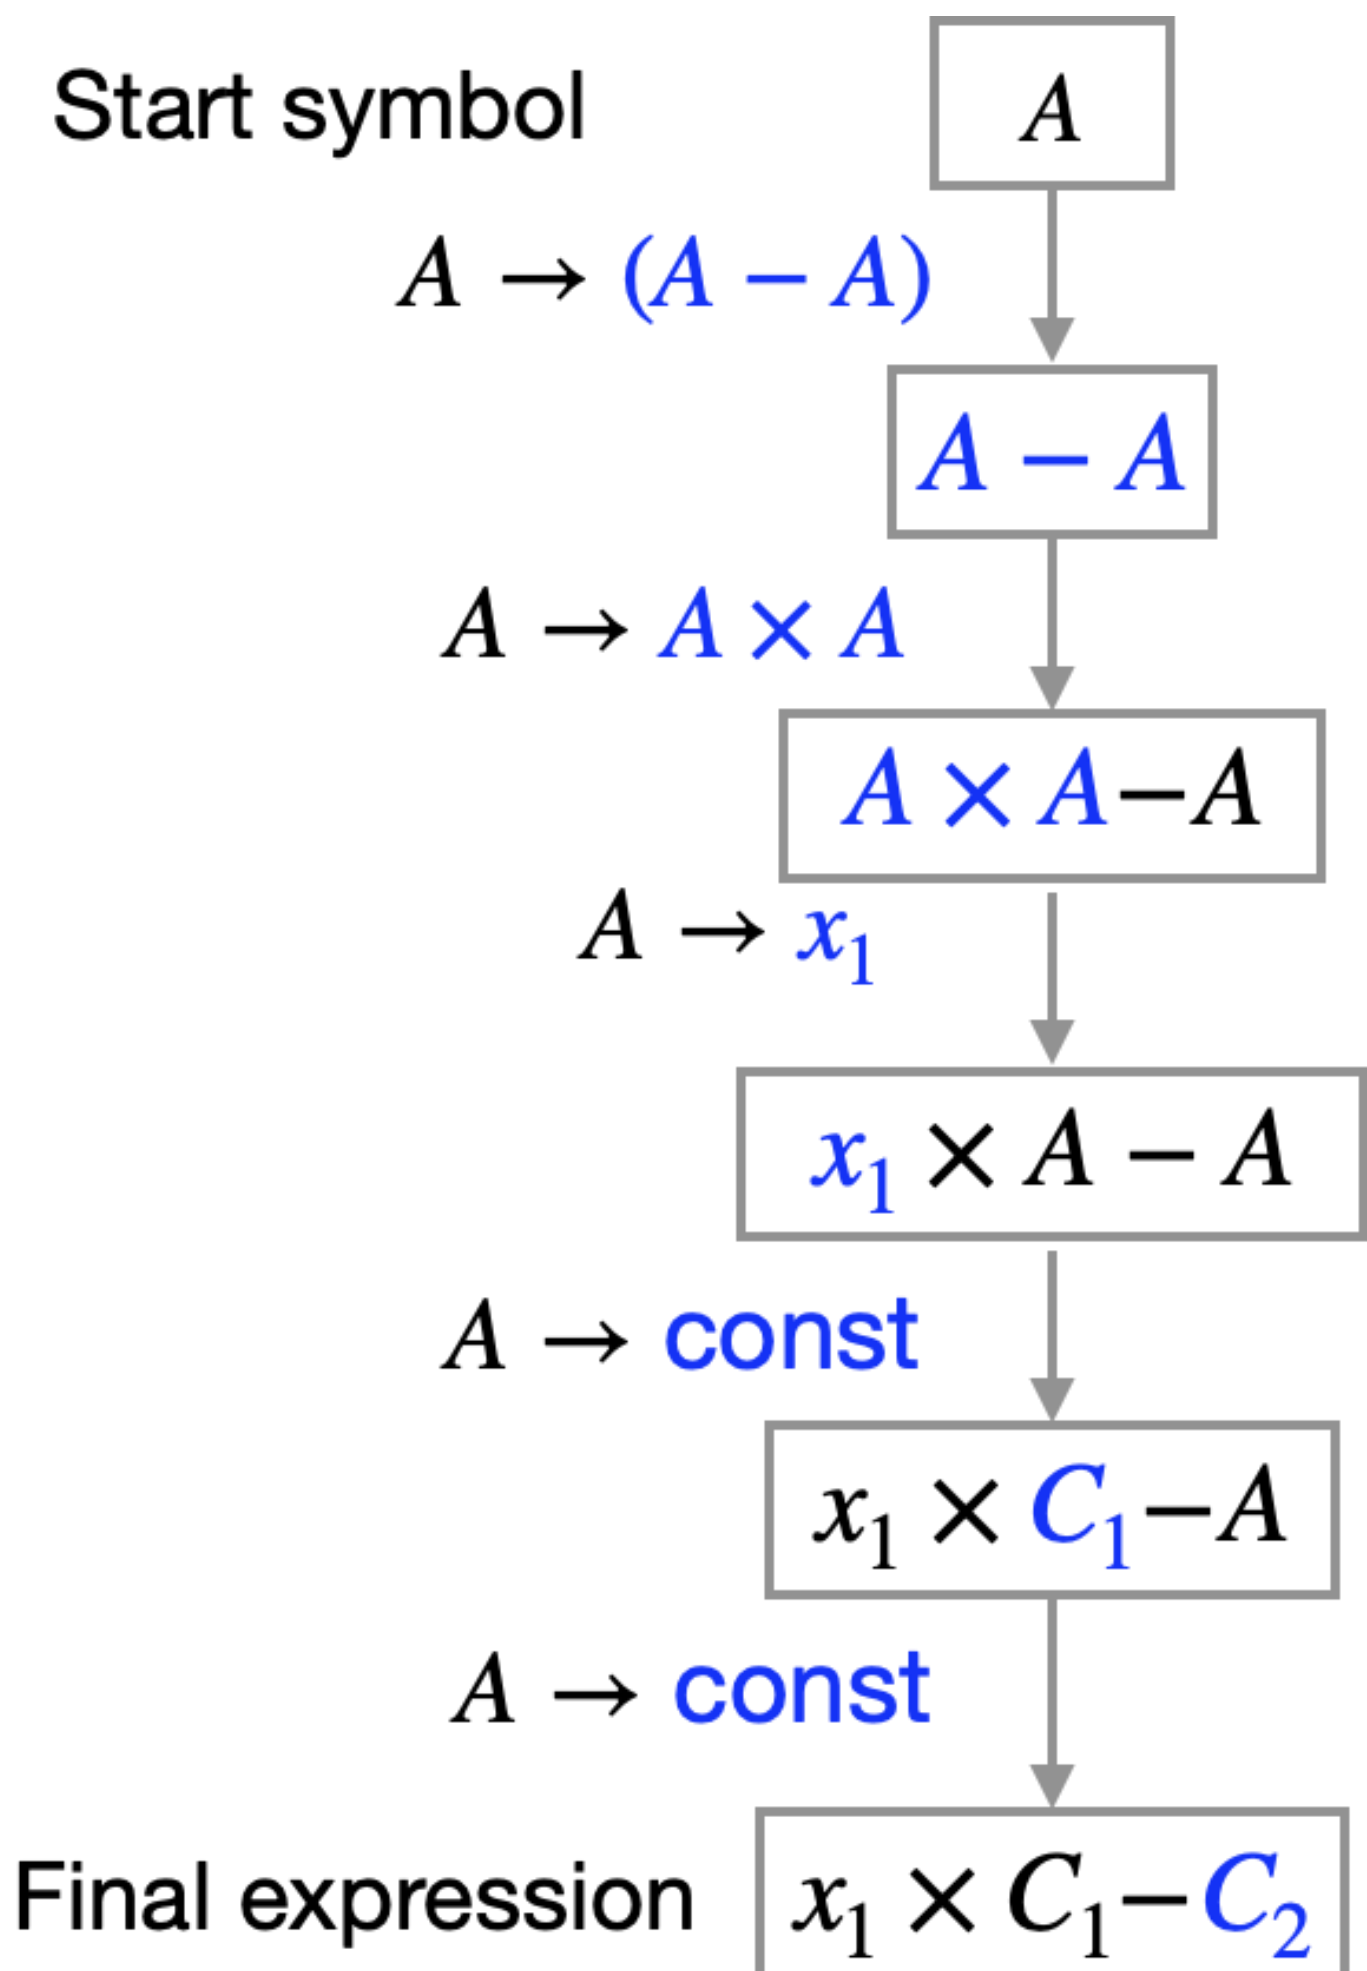 Start symbol
A
A → (A − A)
A − A
A → A × A
A × A−A
A → x₁
x₁ × A − A
A → const
x₁ × C₁−A
A → const
Final expression
x₁ × C₁−C₂